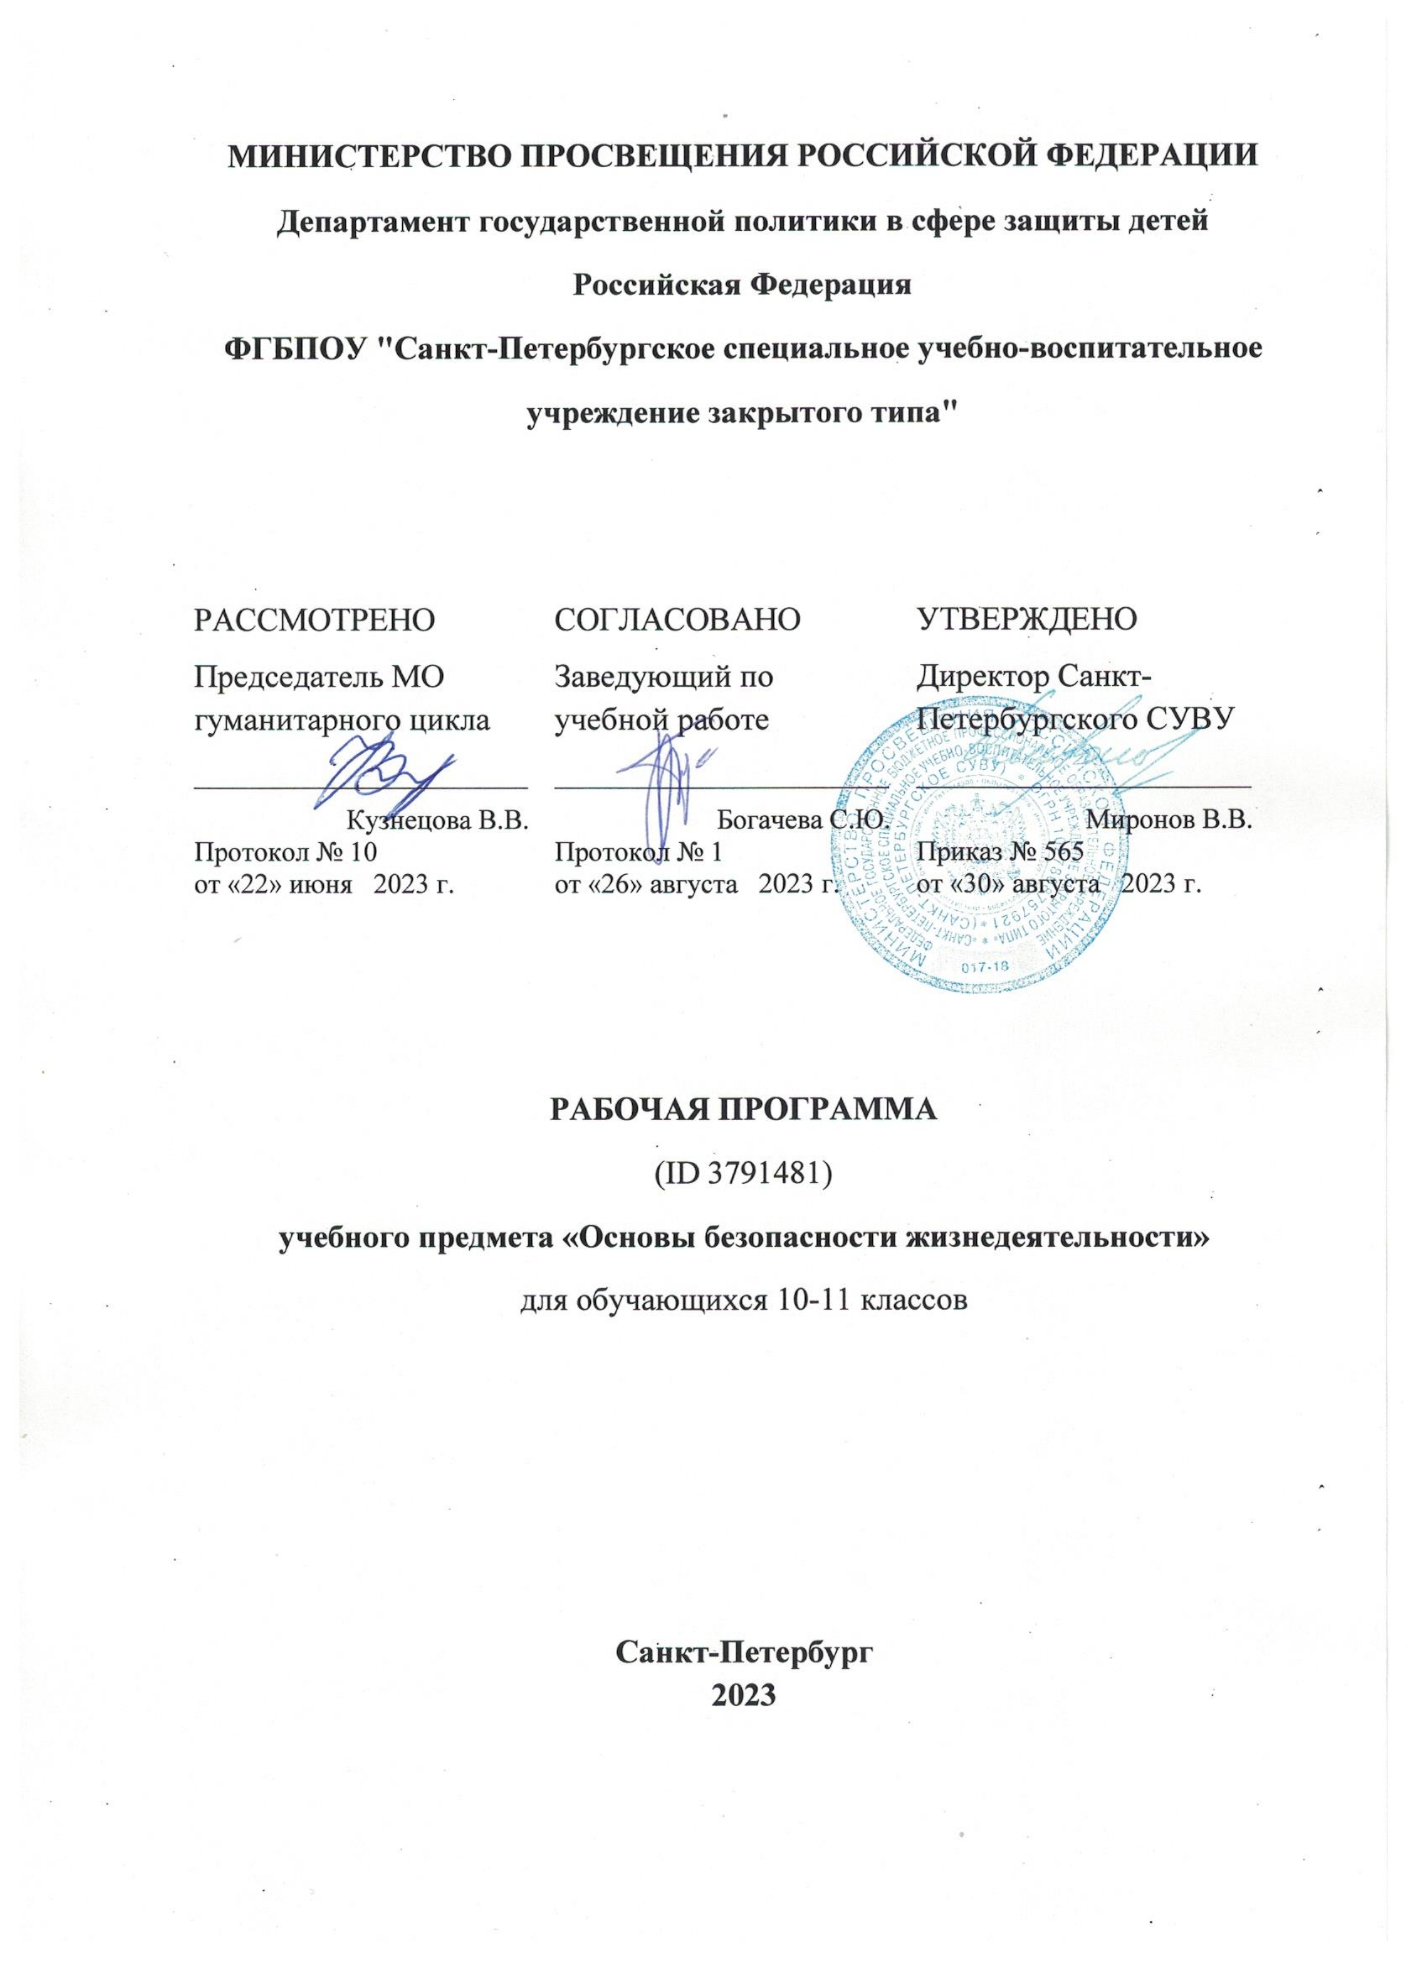 МИНИСТЕРСТВО ПРОСВЕЩЕНИЯ РОССИЙСКОЙ ФЕДЕРАЦИИ
Департамент государственной политики в сфере защиты детей
Российская Федерация
ФГБПОУ "Санкт-Петербургское специальное учебно-воспитательное
учреждение закрытого типа"
РАССМОТРЕНО
Председатель МО
гуманитарного цикла
Кузнецова В.В.
Протокол № 10
от «22» июня 2023 г.
СОГЛАСОВАНО
Заведующий по
учебной работе
Богачева С.Ю.
Протокол № 1
от «26» августа 2023 г.
УТВЕРЖДЕНО
Директор Санкт-
Петербургского СУВУ
Миронов В.В.
Приказ № 565
от «30» августа 2023 г.
017-18
РАБОЧАЯ ПРОГРАММА
(ID 3791481)
учебного предмета «Основы безопасности жизнедеятельности»
для обучающихся 10-11 классов
Санкт-Петербург
2023